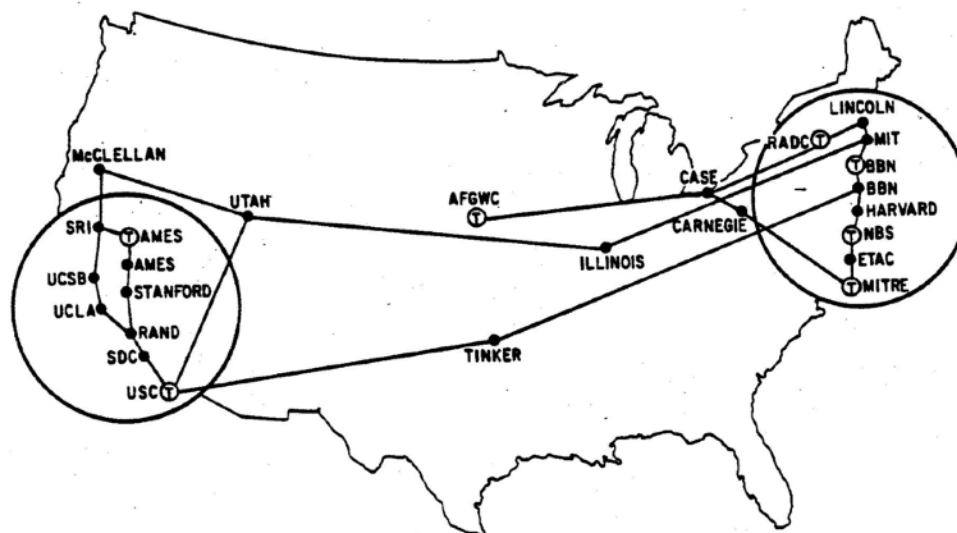 LINCOLN
RADC T
MIT
McCLELLAN
T BBN
CASE
BBN
UTAH
AFGWC
T
HARVARD
SRI
T AMES
CARNEGIE
T NBS
AMES
ILLINOIS
ETAC
UCSB
STANFORD
T MITRE
UCLA
RAND
SDC
TINKER
USC T